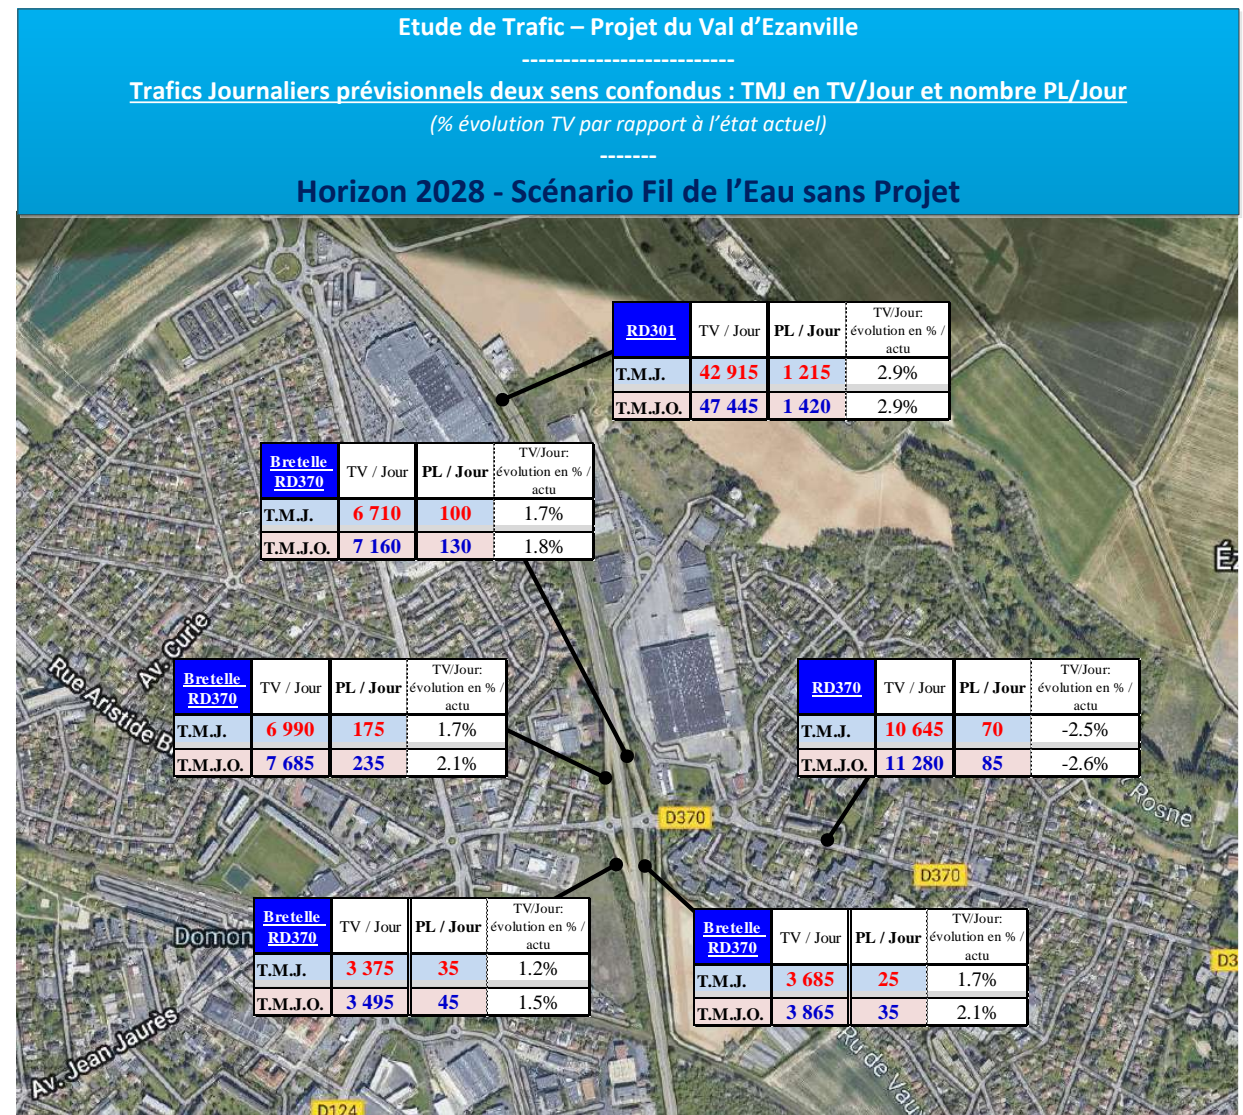 Etude de Trafic – Projet du Val d'Ezanville
--------------------------
Trafics Journaliers prévisionnels deux sens confondus : TMJ en TV/Jour et nombre PL/Jour
(% évolution TV par rapport à l'état actuel)
-------
Horizon 2028 - Scénario Fil de l'Eau sans Projet
RD301 TV / Jour PL / Jour TV/Jour: évolution en % / actu
T.M.J. 42 915 1 215 2.9%
T.M.J.O. 47 445 1 420 2.9%
Bretelle RD370 TV / Jour PL / Jour TV/Jour: évolution en % / actu
T.M.J. 6 710 100 1.7%
T.M.J.O. 7 160 130 1.8%
Av. Curie
Rue Aristide B
Bretelle RD370 TV / Jour PL / Jour TV/Jour: évolution en % / actu
T.M.J. 6 990 175 1.7%
T.M.J.O. 7 685 235 2.1%
RD370 TV / Jour PL / Jour TV/Jour: évolution en % / actu
T.M.J. 10 645 70 -2.5%
T.M.J.O. 11 280 85 -2.6%
Rosne
D370
D370
Domon
Bretelle RD370 TV / Jour PL / Jour TV/Jour: évolution en % / actu
T.M.J. 3 375 35 1.2%
T.M.J.O. 3 495 45 1.5%
Bretelle RD370 TV / Jour PL / Jour TV/Jour: évolution en % / actu
T.M.J. 3 685 25 1.7%
T.M.J.O. 3 865 35 2.1%
D3
Av. Jean Jaurès
Ru de Vau
D124